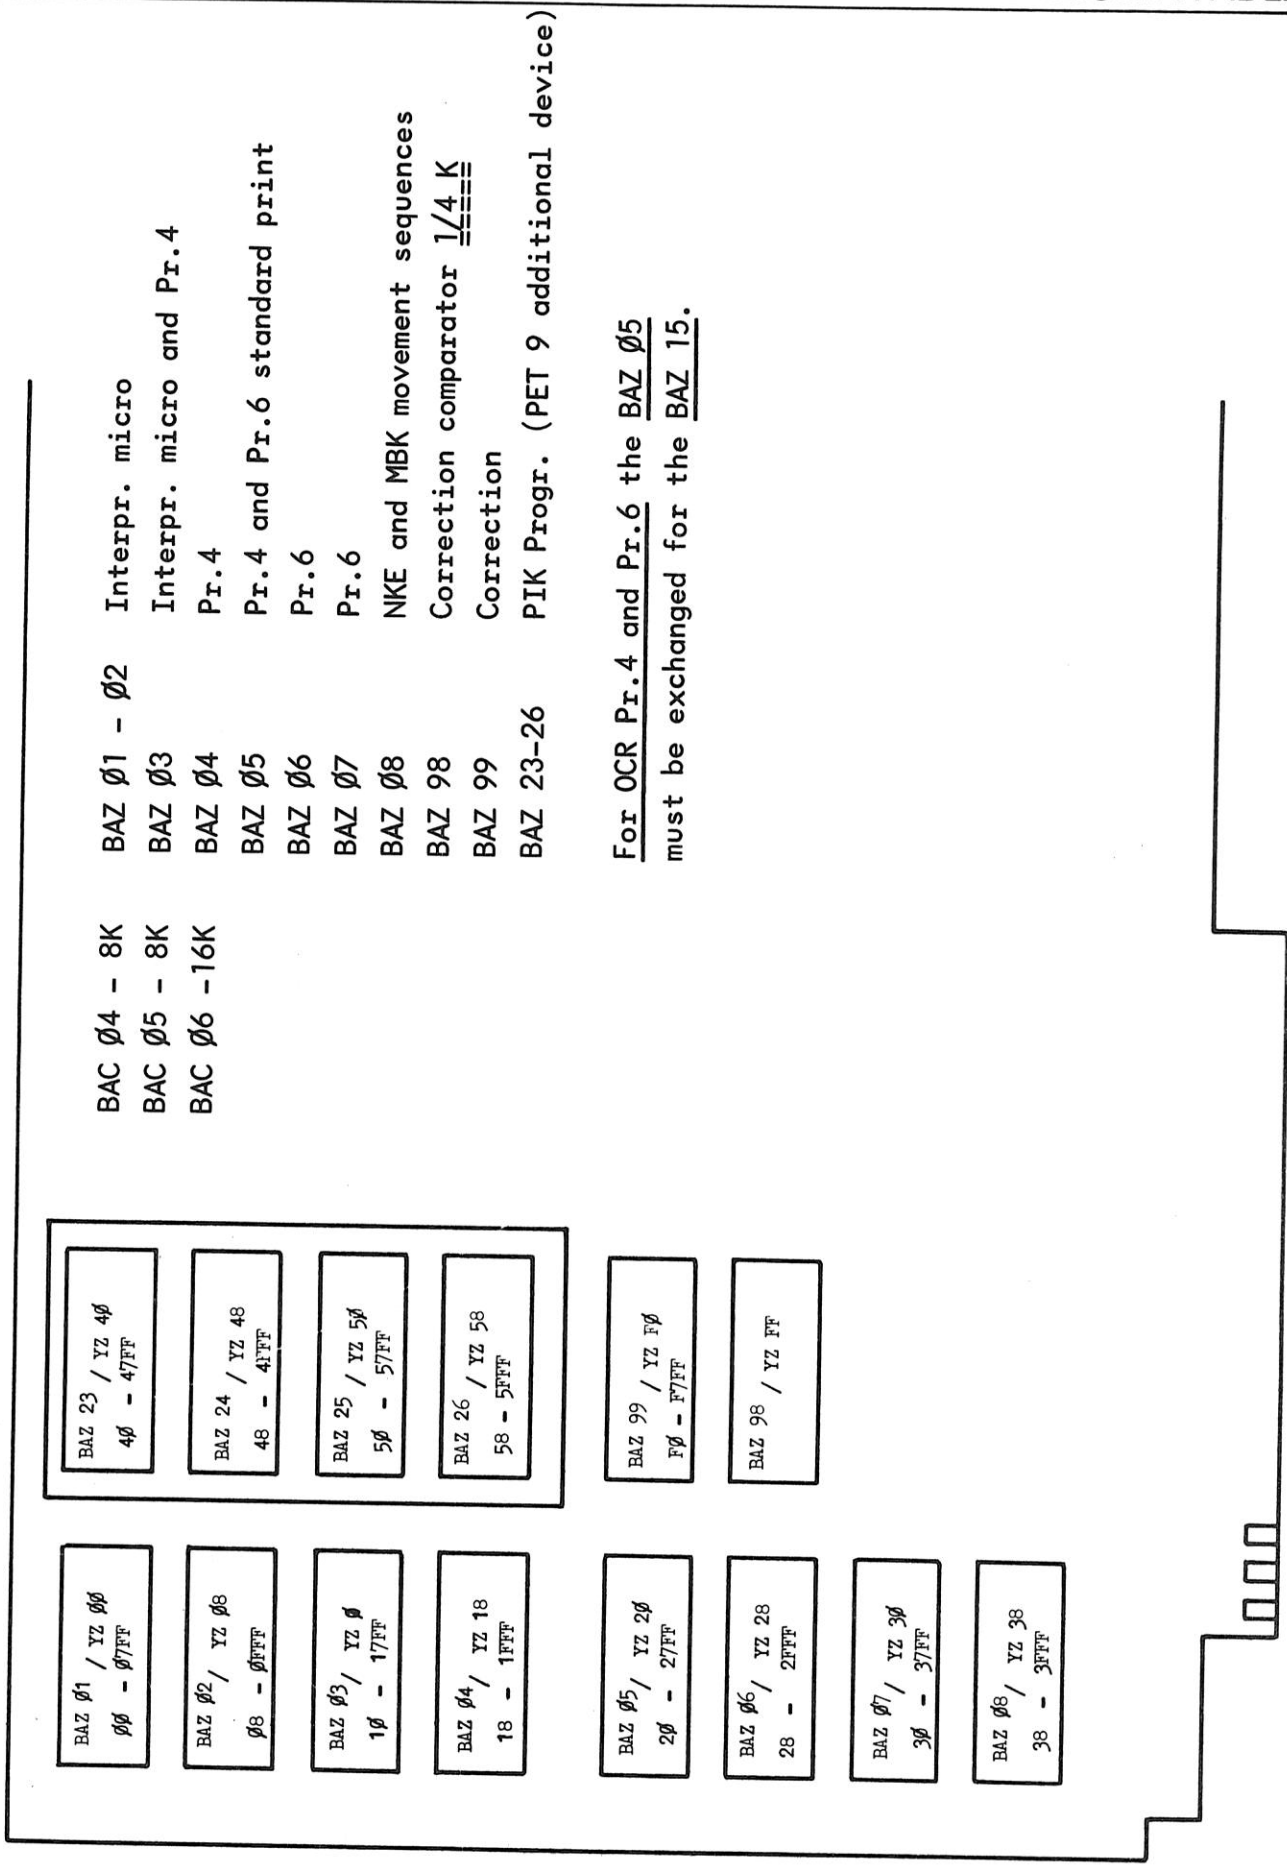 BAC Ø4 - 8K
BAC Ø5 - 8K
BAC Ø6 -16K
BAZ Ø1 - Ø2 Interpr. micro
BAZ Ø3 Interpr. micro and Pr.4
BAZ Ø4 Pr.4
BAZ Ø5 Pr.4 and Pr.6 standard print
BAZ Ø6 Pr.6
BAZ Ø7 Pr.6
BAZ Ø8 NKE and MBK movement sequences
BAZ 98 Correction comparator 1/4 K
BAZ 99 Correction
BAZ 23-26 PIK Progr. (PET 9 additional device)
For OCR Pr.4 and Pr.6 the BAZ Ø5
must be exchanged for the BAZ 15.
BAZ 23 / YZ 4Ø
4Ø - 47FF
BAZ 24 / YZ 48
48 - 4FFF
BAZ 25 / YZ 5Ø
5Ø - 57FF
BAZ 26 / YZ 58
58 - 5FFF
BAZ 99 / YZ FØ
FØ - F7FF
BAZ 98 / YZ FF
BAZ Ø1 / YZ ØØ
ØØ - Ø7FF
BAZ Ø2 / YZ Ø8
Ø8 - ØFFF
BAZ Ø3 / YZ Ø
1Ø - 17FF
BAZ Ø4 / YZ 18
18 - 1FFF
BAZ Ø5 / YZ 2Ø
2Ø - 27FF
BAZ Ø6 / YZ 28
28 - 2FFF
BAZ Ø7 / YZ 3Ø
3Ø - 37FF
BAZ Ø8 / YZ 38
38 - 3FFF